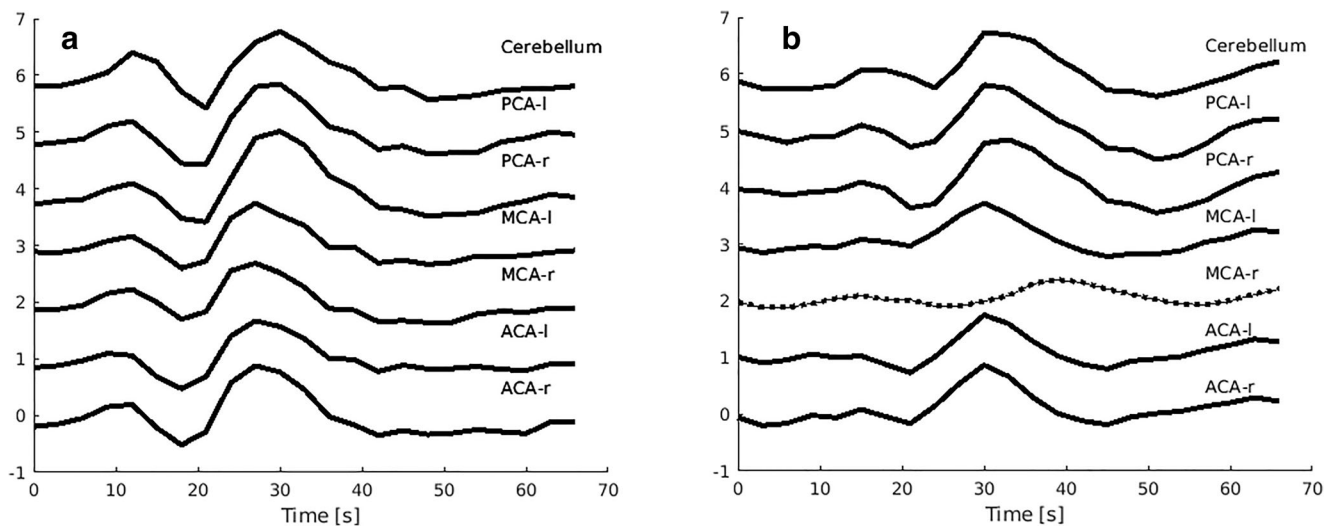 a
7
6
5
4
3
2
1
0
-1
Cerebellum
PCA-l
PCA-r
MCA-l
MCA-r
ACA-l
ACA-r
0 10 20 30 40 50 60 70
Time [s]
b
7
6
5
4
3
2
1
0
-1
Cerebellum
PCA-l
PCA-r
MCA-l
MCA-r
ACA-l
ACA-r
0 10 20 30 40 50 60 70
Time [s]